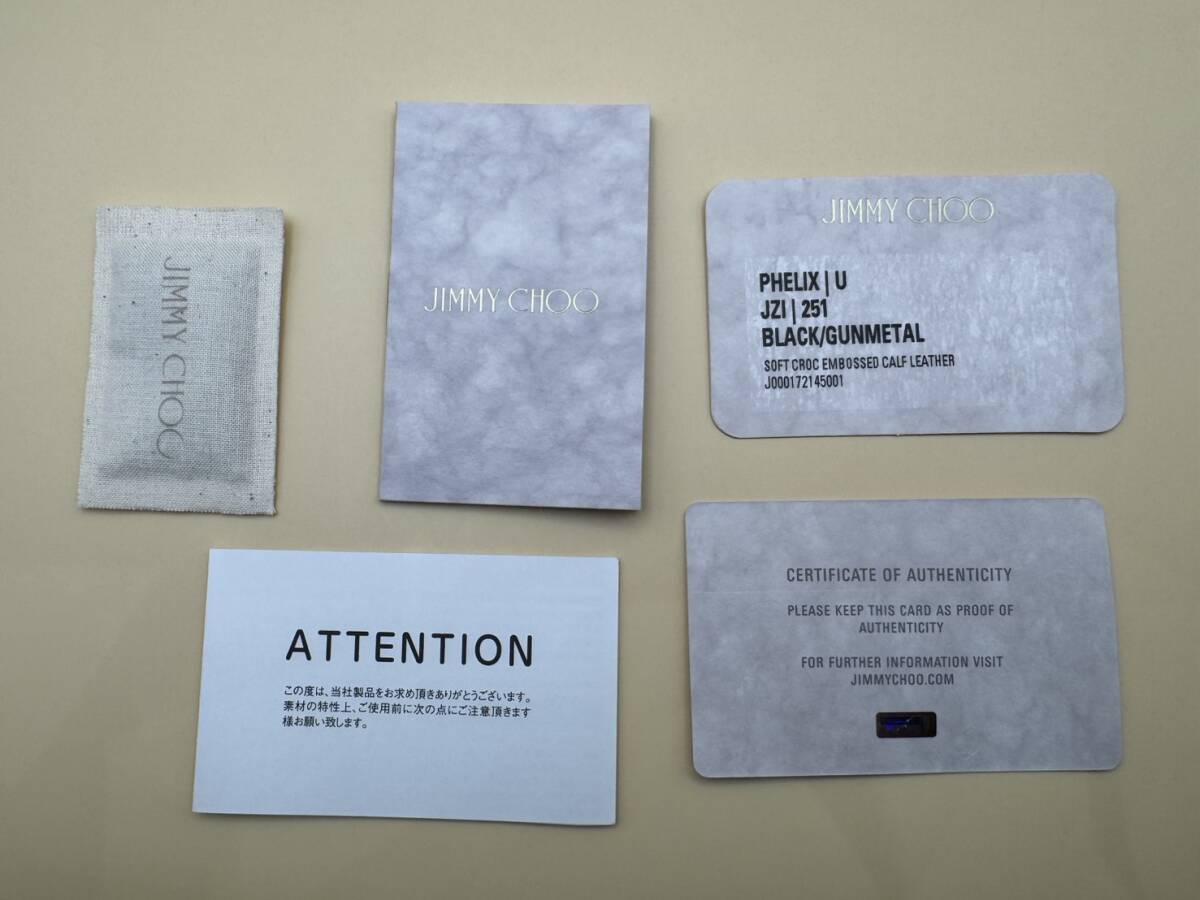 JIMMY CHOO
JIMMY CHOO
JIMMY CHOO
PHELIX | U
JZI | 251
BLACK/GUNMETAL
SOFT CROC EMBOSSED CALF LEATHER
J000172145001
ATTENTION
この度は、当社製品をお求め頂きありがとうございます。
素材の特性上、ご使用前に次の点にご注意頂きます
様お願い致します。
CERTIFICATE OF AUTHENTICITY
PLEASE KEEP THIS CARD AS PROOF OF
AUTHENTICITY
FOR FURTHER INFORMATION VISIT
JIMMYCHOO.COM